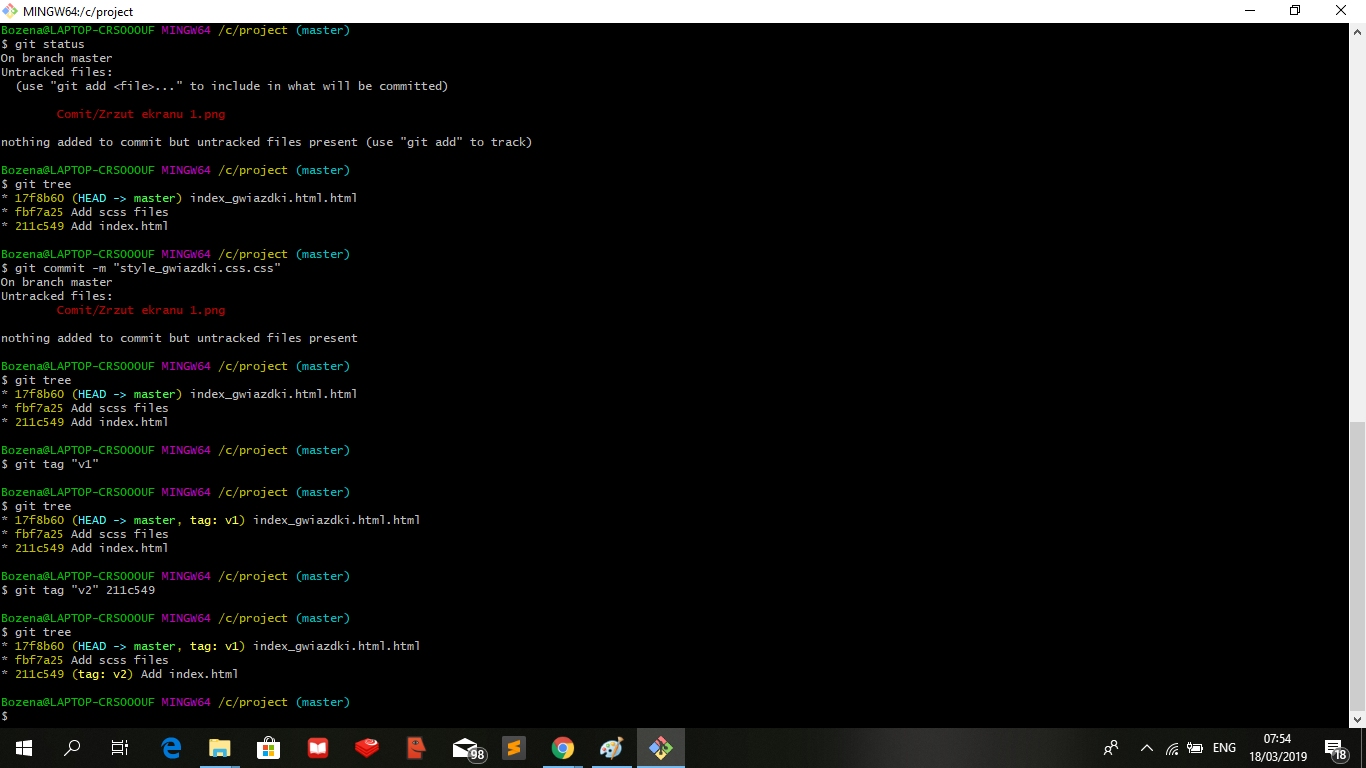 MINGW64:/c/project
Bozena@LAPTOP-CRSOOOUF MINGW64 /c/project (master)
$ git status
On branch master
Untracked files:
  (use "git add <file>..." to include in what will be committed)
        Comit/Zrzut ekranu 1.png
nothing added to commit but untracked files present (use "git add" to track)
Bozena@LAPTOP-CRSOOOUF MINGW64 /c/project (master)
$ git tree
* 17f8b60 (HEAD -> master) index_gwiazdki.html.html
* fbf7a25 Add scss files
* 211c549 Add index.html
Bozena@LAPTOP-CRSOOOUF MINGW64 /c/project (master)
$ git commit -m "style_gwiazdki.css.css"
On branch master
Untracked files:
        Comit/Zrzut ekranu 1.png
nothing added to commit but untracked files present
Bozena@LAPTOP-CRSOOOUF MINGW64 /c/project (master)
$ git tree
* 17f8b60 (HEAD -> master) index_gwiazdki.html.html
* fbf7a25 Add scss files
* 211c549 Add index.html
Bozena@LAPTOP-CRSOOOUF MINGW64 /c/project (master)
$ git tag "v1"
Bozena@LAPTOP-CRSOOOUF MINGW64 /c/project (master)
$ git tree
* 17f8b60 (HEAD -> master, tag: v1) index_gwiazdki.html.html
* fbf7a25 Add scss files
* 211c549 Add index.html
Bozena@LAPTOP-CRSOOOUF MINGW64 /c/project (master)
$ git tag "v2" 211c549
Bozena@LAPTOP-CRSOOOUF MINGW64 /c/project (master)
$ git tree
* 17f8b60 (HEAD -> master, tag: v1) index_gwiazdki.html.html
* fbf7a25 Add scss files
* 211c549 (tag: v2) Add index.html
Bozena@LAPTOP-CRSOOOUF MINGW64 /c/project (master)
$
98
ENG
07:54
18/03/2019
18